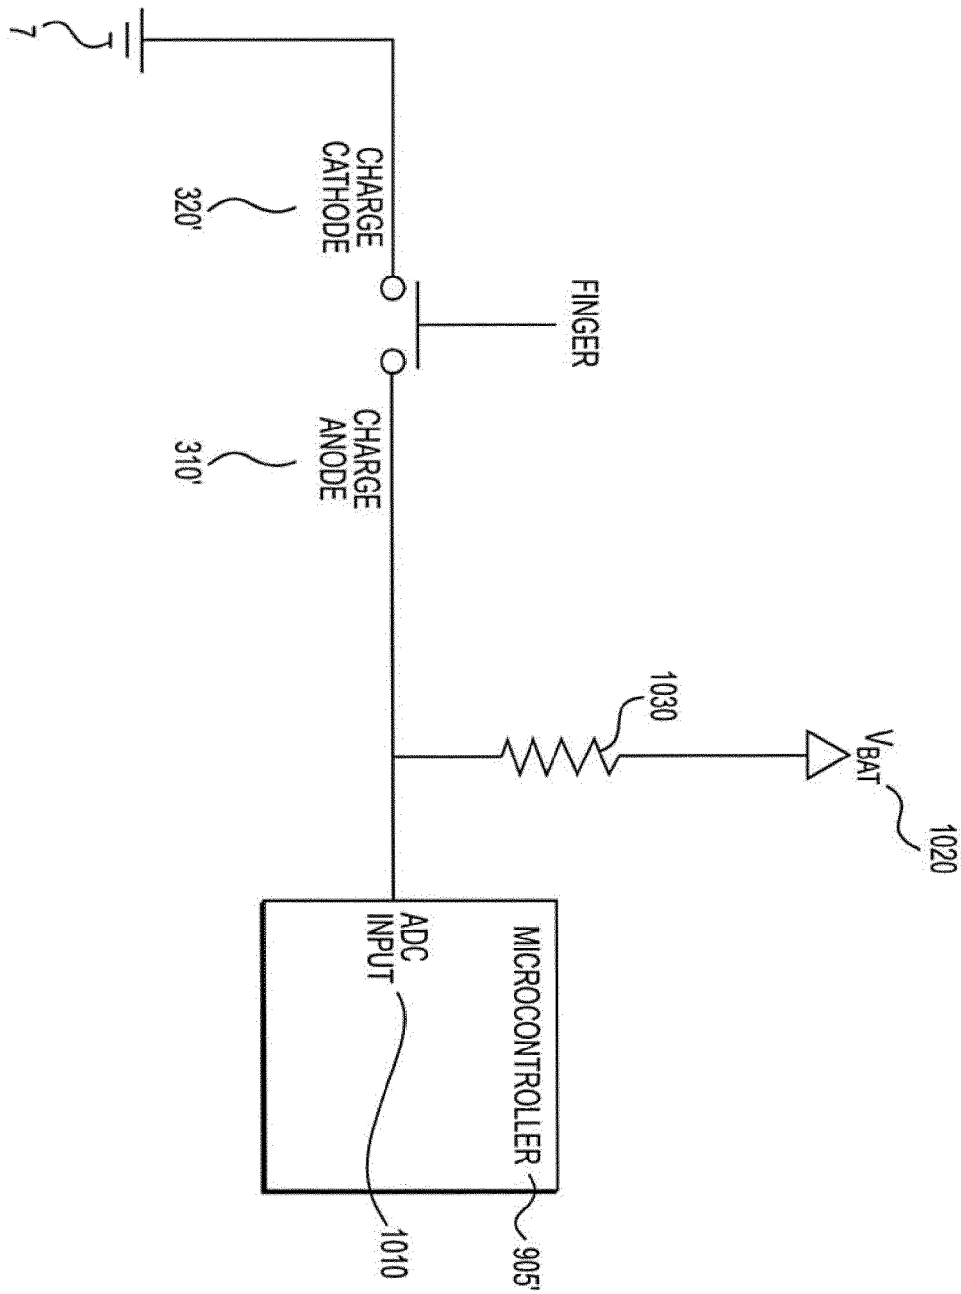 V_BAT
1020
1030
FINGER
MICROCONTROLLER
905'
ADC
INPUT
1010
CHARGE
CATHODE
320'
CHARGE
ANODE
310'
7